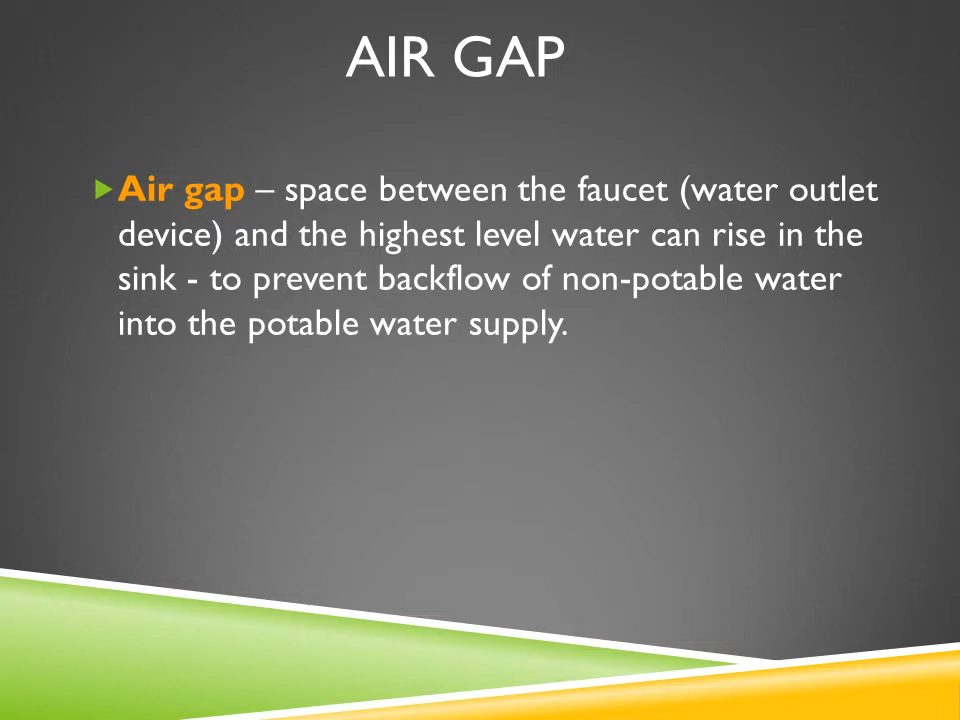 AIR GAP
Air gap – space between the faucet (water outlet
device) and the highest level water can rise in the
sink - to prevent backflow of non-potable water
into the potable water supply.